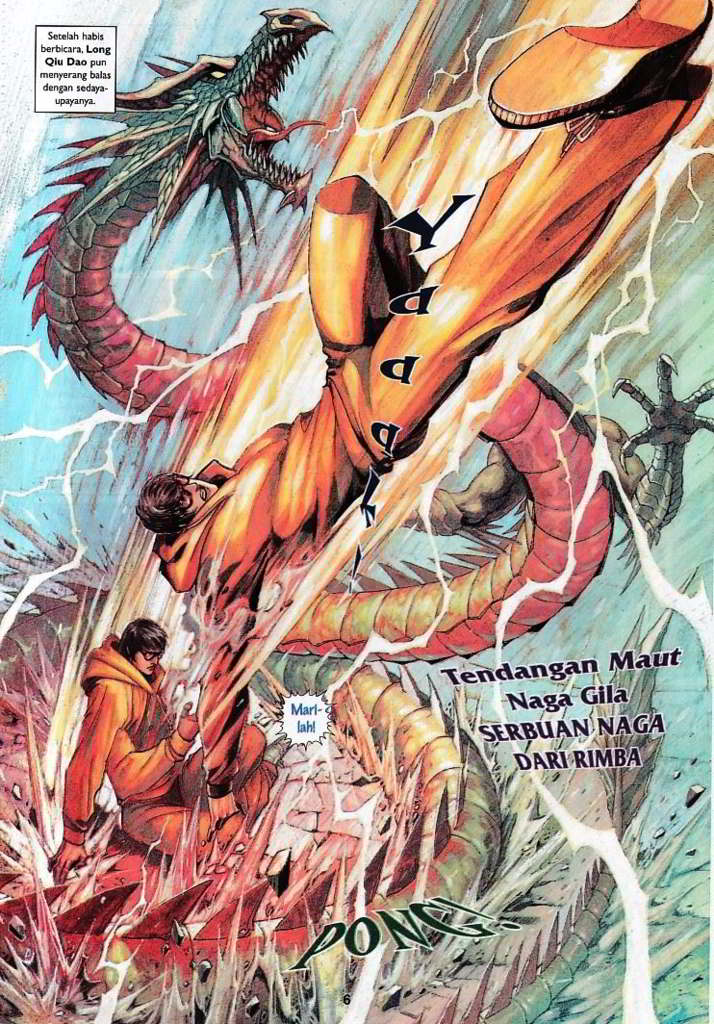 Setelah habis
berbicara, Long
Qiu Dao pun
menyerang balas
dengan sedaya-
upayanya.
Yaaaah!
Tendangan Maut
Naga Gila
SERBUAN NAGA
DARI RIMBA
Mari-
lah!
PONG!
6